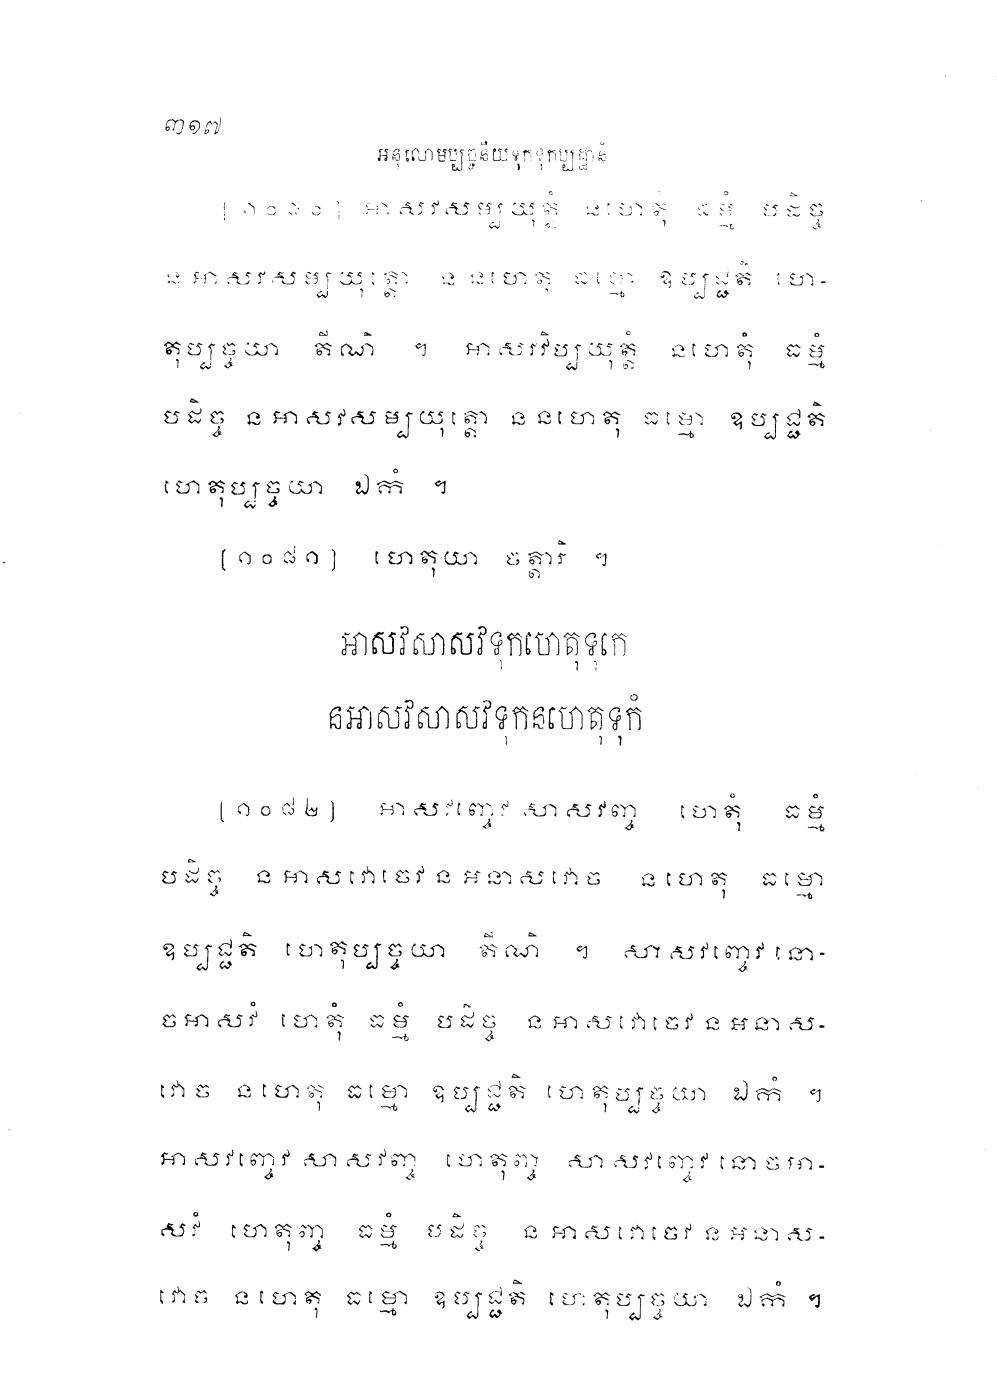 ៣១៧
អនុលោមប្បច្ចនីយទុកទុកប្បដ្ឋានំ
[១០៨០] អាសវសម្បយុត្តំ នហេតុំ ធម្មំ បដិច្ច
នអាសវសម្បយុត្តោ ននហេតុ ធម្មោ ឧប្បជ្ជតិ ហេ-
តុប្បច្ចយា តីណិ ។ អាសវវិប្បយុត្តំ នហេតុំ ធម្មំ
បដិច្ច នអាសវសម្បយុត្តោ ននហេតុ ធម្មោ ឧប្បជ្ជតិ
ហេតុប្បច្ចយា ឯកំ ។
[១០៨១] ហេតុយា ចត្តារិ ។
អាសវសាសវទុកហេតុទុកេ
នអាសវសាសវទុកនហេតុទុកំ
[១០៨២] អាសវញ្ចេវ សាសវញ្ច ហេតុំ ធម្មំ
បដិច្ច នអាសវោចេវនអនាសវោច នហេតុ ធម្មោ
ឧប្បជ្ជតិ ហេតុប្បច្ចយា តីណិ ។ សាសវញ្ចេវនោ-
ចអាសវំ ហេតុំ ធម្មំ បដិច្ច នអាសវោចេវនអនាស-
វោច នហេតុ ធម្មោ ឧប្បជ្ជតិ ហេតុប្បច្ចយា ឯកំ ។
អាសវញ្ចេវ សាសវញ្ច ហេតុញ្ច សាសវញ្ចេវនោចអា-
សវំ ហេតុញ្ច ធម្មំ បដិច្ច នអាសវោចេវនអនាស-
វោច នហេតុ ធម្មោ ឧប្បជ្ជតិ ហេតុប្បច្ចយា ឯកំ ។